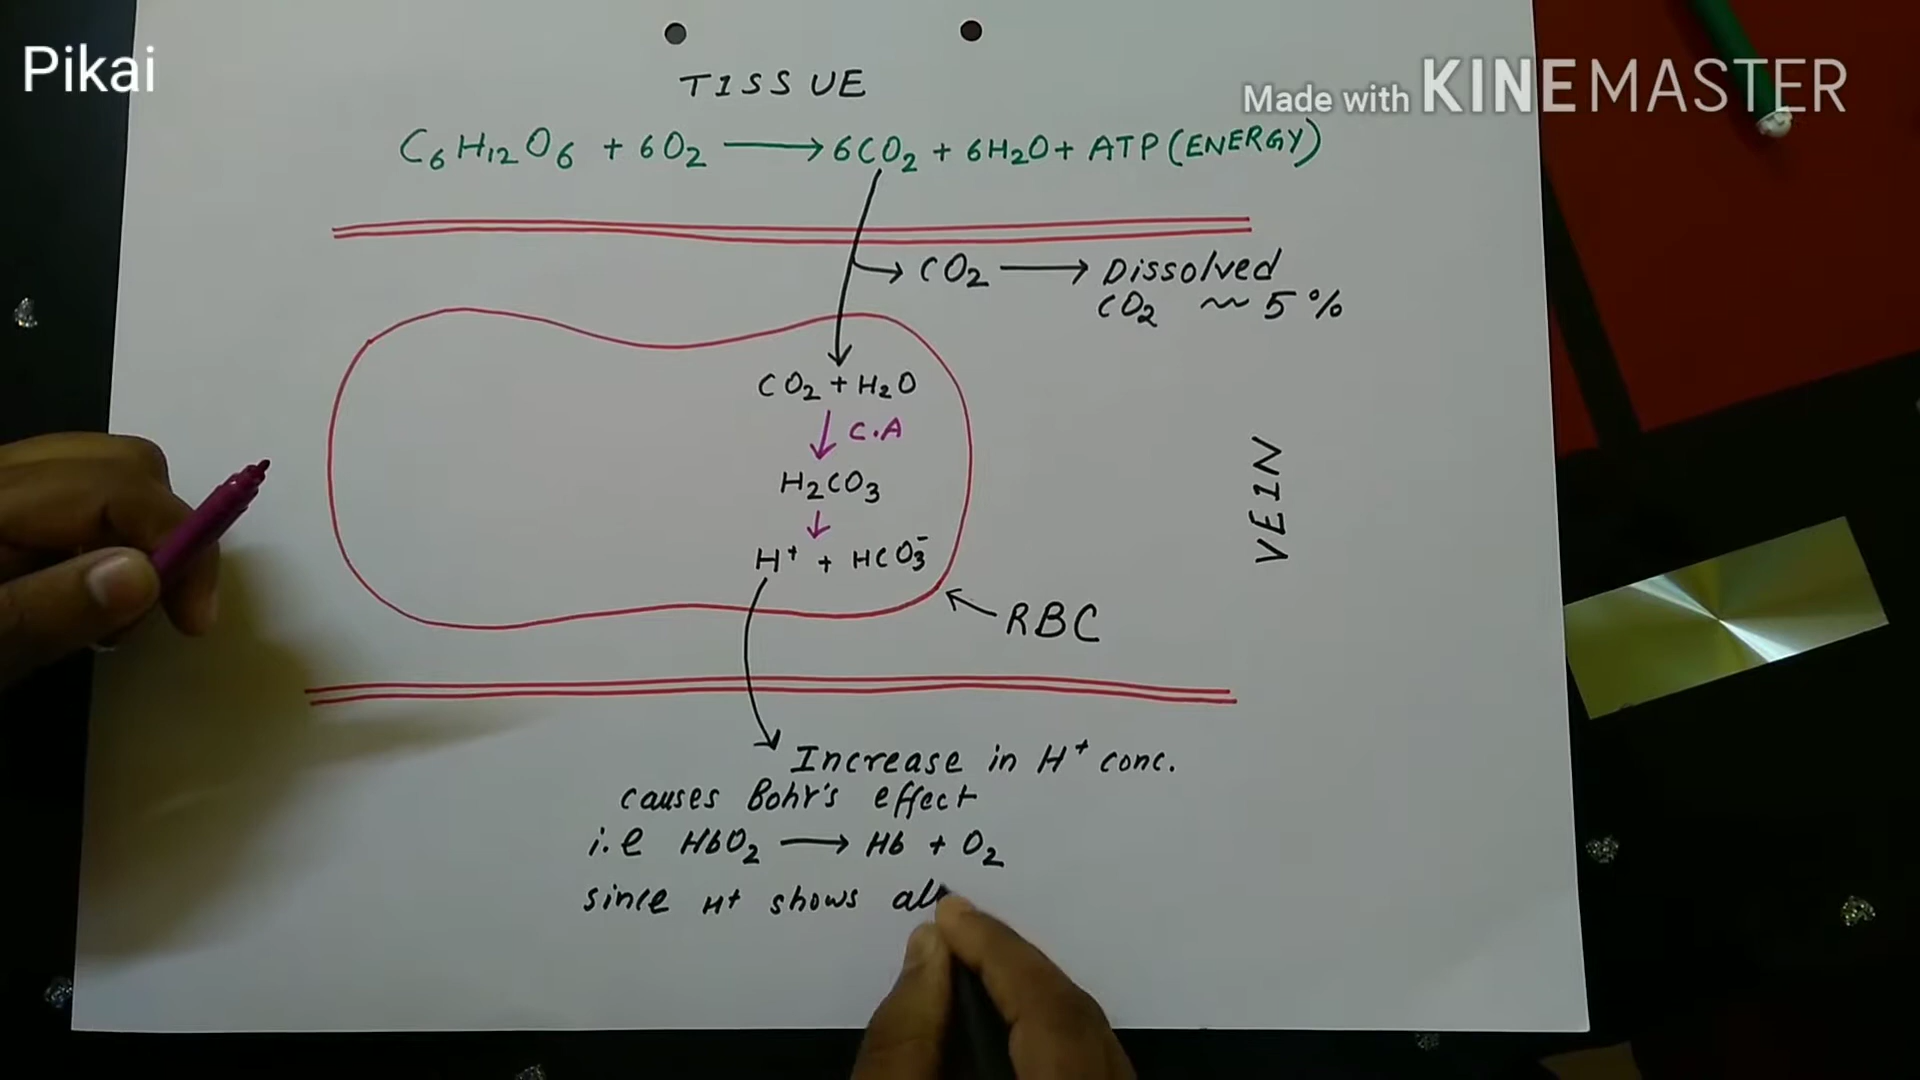 Pikai
Made with KINEMASTER
TISSUE
C6H12O6 + 6O2 → 6CO2 + 6H2O + ATP (ENERGY)
CO2 → Dissolved
CO2 ~~ 5%
CO2 + H2O
↓ C.A
H2CO3
↓
H+ + HCO3-
VEIN
RBC
Increase in H+ conc.
causes Bohr's effect
i.e HbO2 → Hb + O2
since H+ shows